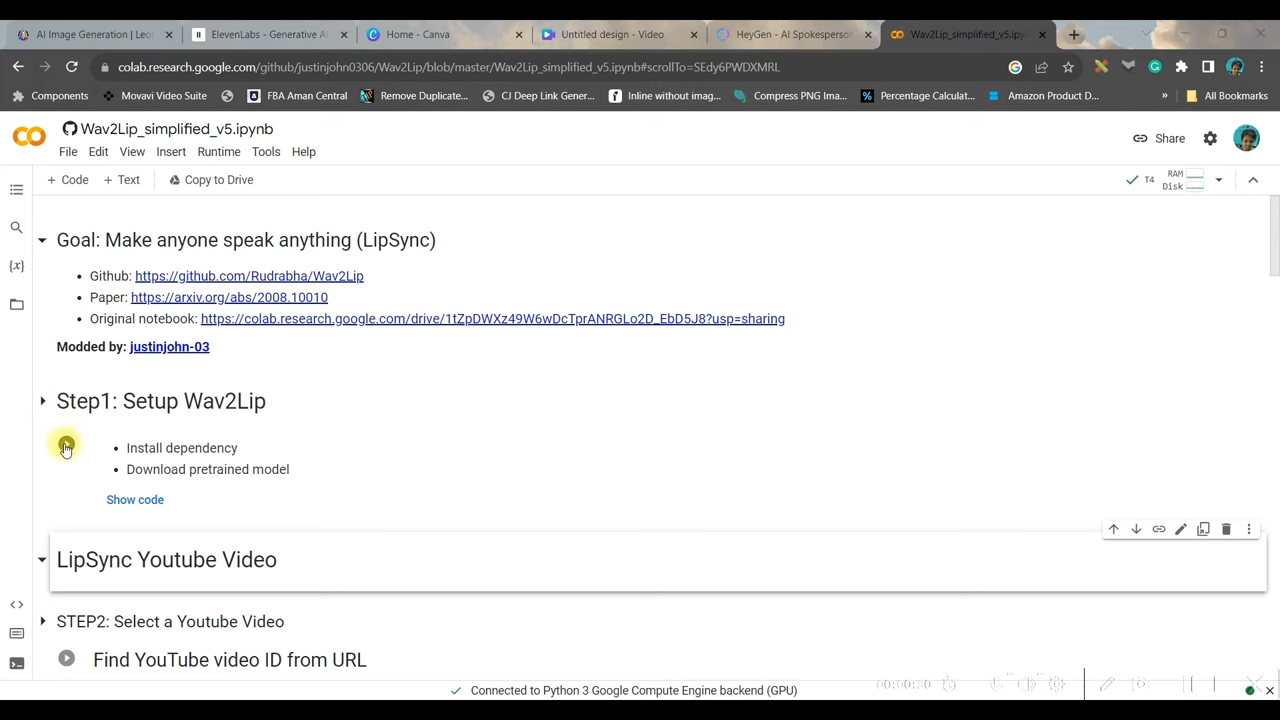 AI Image Generation | Leo
ElevenLabs - Generative AI
Home - Canva
Untitled design - Video
HeyGen - AI Spokesperson
Wav2Lip_simplified_v5.ipyn
colab.research.google.com/github/justinjohn0306/Wav2Lip/blob/master/Wav2Lip_simplified_v5.ipynb#scrollTo=SEdy6PWDXMRL
Components
Movavi Video Suite
FBA Aman Central
Remove Duplicate...
CJ Deep Link Gener...
Inline without imag...
Compress PNG Ima...
Percentage Calculat...
Amazon Product D...
»
All Bookmarks
Wav2Lip_simplified_v5.ipynb
File Edit View Insert Runtime Tools Help
Share
+ Code + Text Copy to Drive
T4 RAM
Disk
Goal: Make anyone speak anything (LipSync)
• Github: https://github.com/Rudrabha/Wav2Lip
• Paper: https://arxiv.org/abs/2008.10010
• Original notebook: https://colab.research.google.com/drive/1tZpDWXz49W6wDcTprANRGLo2D_EbD5J8?usp=sharing
Modded by: justinjohn-03
Step1: Setup Wav2Lip
• Install dependency
• Download pretrained model
Show code
LipSync Youtube Video
STEP2: Select a Youtube Video
Find YouTube video ID from URL
Connected to Python 3 Google Compute Engine backend (GPU)
00:00:30